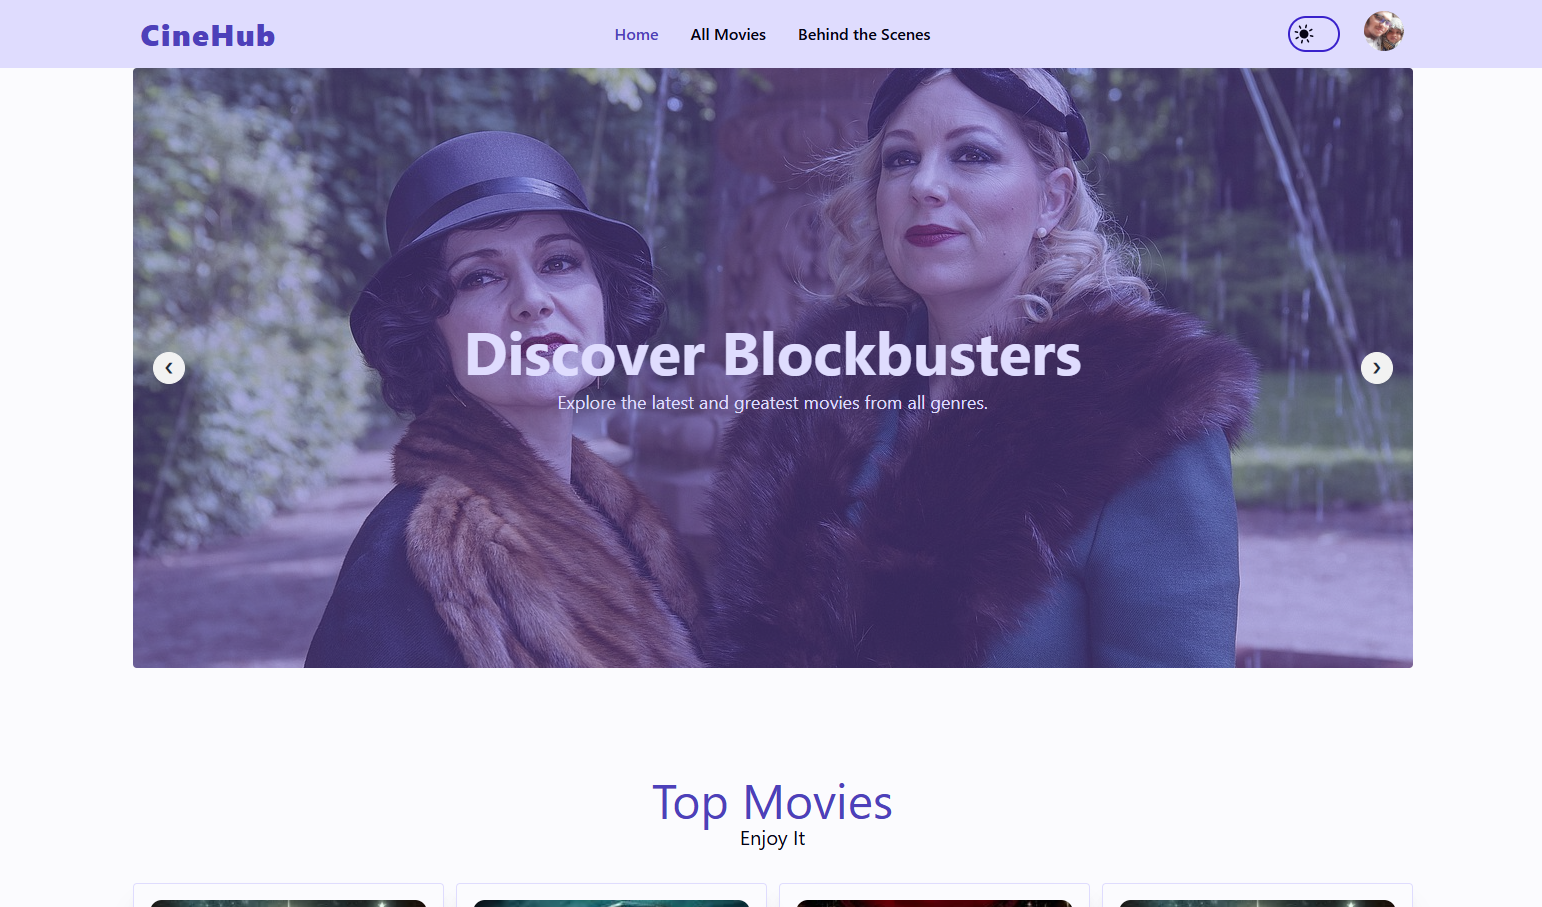 CineHub
Home
All Movies
Behind the Scenes
Discover Blockbusters
Explore the latest and greatest movies from all genres.
Top Movies
Enjoy It